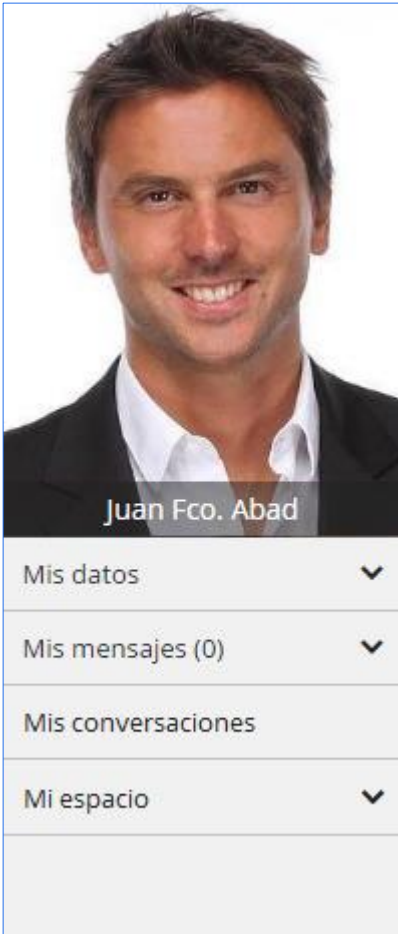 Juan Fco. Abad
Mis datos
Mis mensajes (0)
Mis conversaciones
Mi espacio